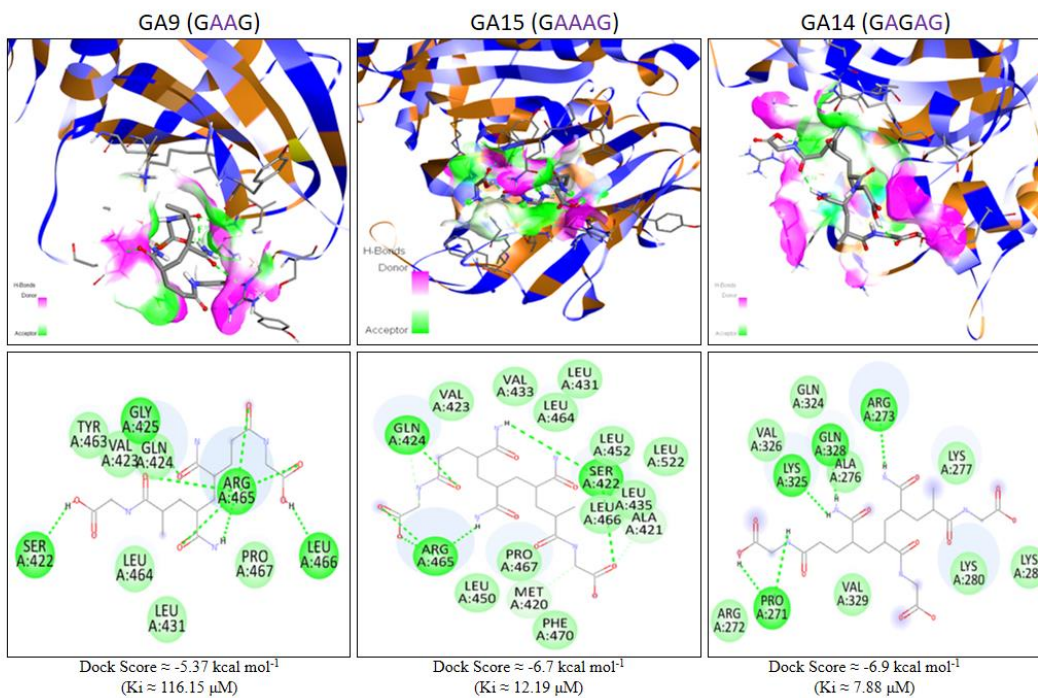 GA9 (GAAG)
GA15 (GAAAG)
GA14 (GAGAG)
H-Bonds
Donor
Acceptor
H-Bonds
Donor
Acceptor
H-Bonds
Donor
Acceptor
TYR
A:463
GLY
A:425
VAL
A:423
GLN
A:424
ARG
A:465
SER
A:422
LEU
A:464
PRO
A:467
LEU
A:466
LEU
A:431
H
O
H
O
VAL
A:423
VAL
A:433
LEU
A:431
LEU
A:464
GLN
A:424
LEU
A:452
SER
A:422
LEU
A:522
LEU
A:435
LEU
A:466
ALA
A:421
ARG
A:465
PRO
A:467
LEU
A:450
MET
A:420
PHE
A:470
GLN
A:324
ARG
A:273
VAL
A:326
GLN
A:328
LYS
A:325
ALA
A:276
LYS
A:277
LYS
A:280
LYS
A:28
VAL
A:329
ARG
A:272
PRO
A:271
Dock Score ≈ -5.37 kcal mol⁻¹
(Ki ≈ 116.15 μM)
Dock Score ≈ -6.7 kcal mol⁻¹
(Ki ≈ 12.19 μM)
Dock Score ≈ -6.9 kcal mol⁻¹
(Ki ≈ 7.88 μM)